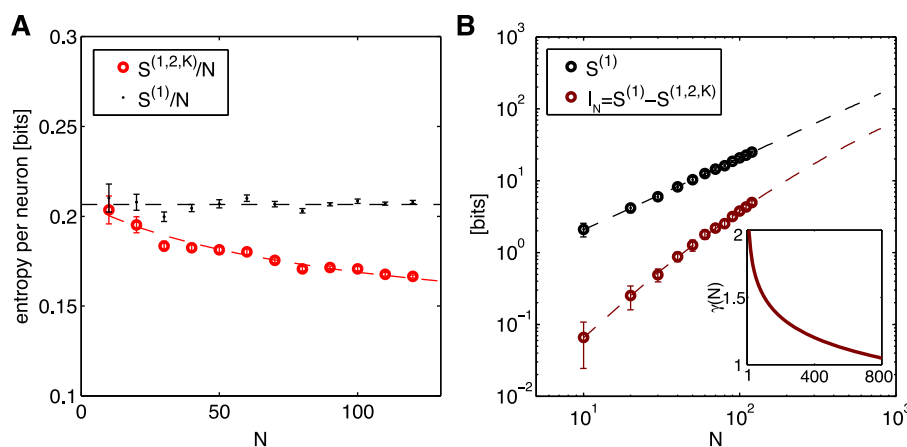 A
0.3
0.25
0.2
0.15
0.1
0
50
100
N
entropy per neuron [bits]
S^(1,2,K)/N
S^(1)/N
B
10^3
10^2
10^1
10^0
10^-1
10^-2
10^1
10^2
10^3
N
[bits]
S^(1)
I_N=S^(1)-S^(1,2,K)
2
1.5
1
1
400
800
γ(N)